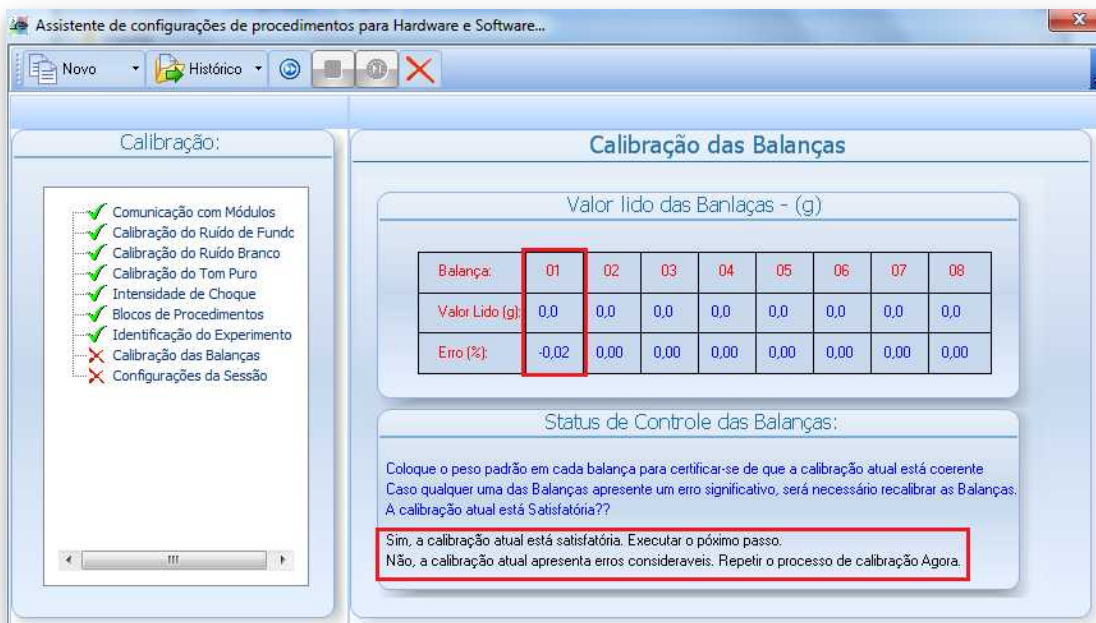 Assistente de configurações de procedimentos para Hardware e Software...
Novo Histórico
Calibração:
Comunicação com Módulos
Calibração do Ruído de Fundo
Calibração do Ruído Branco
Calibração do Tom Puro
Intensidade de Choque
Blocos de Procedimentos
Identificação do Experimento
Calibração das Balanças
Configurações da Sessão
Calibração das Balanças
Valor lido das Banlaças - (g)
Balança: 01 02 03 04 05 06 07 08
Valor Lido (g): 0,0 0,0 0,0 0,0 0,0 0,0 0,0 0,0
Erro (%): -0,02 0,00 0,00 0,00 0,00 0,00 0,00 0,00
Status de Controle das Balanças:
Coloque o peso padrão em cada balança para certificar-se de que a calibração atual está coerente
Caso qualquer uma das Balanças apresente um erro significativo, será necessário recalibrar as Balanças.
A calibração atual está Satisfatória??
Sim, a calibração atual está satisfatória. Executar o póximo passo.
Não, a calibração atual apresenta erros consideraveis. Repetir o processo de calibração Agora.